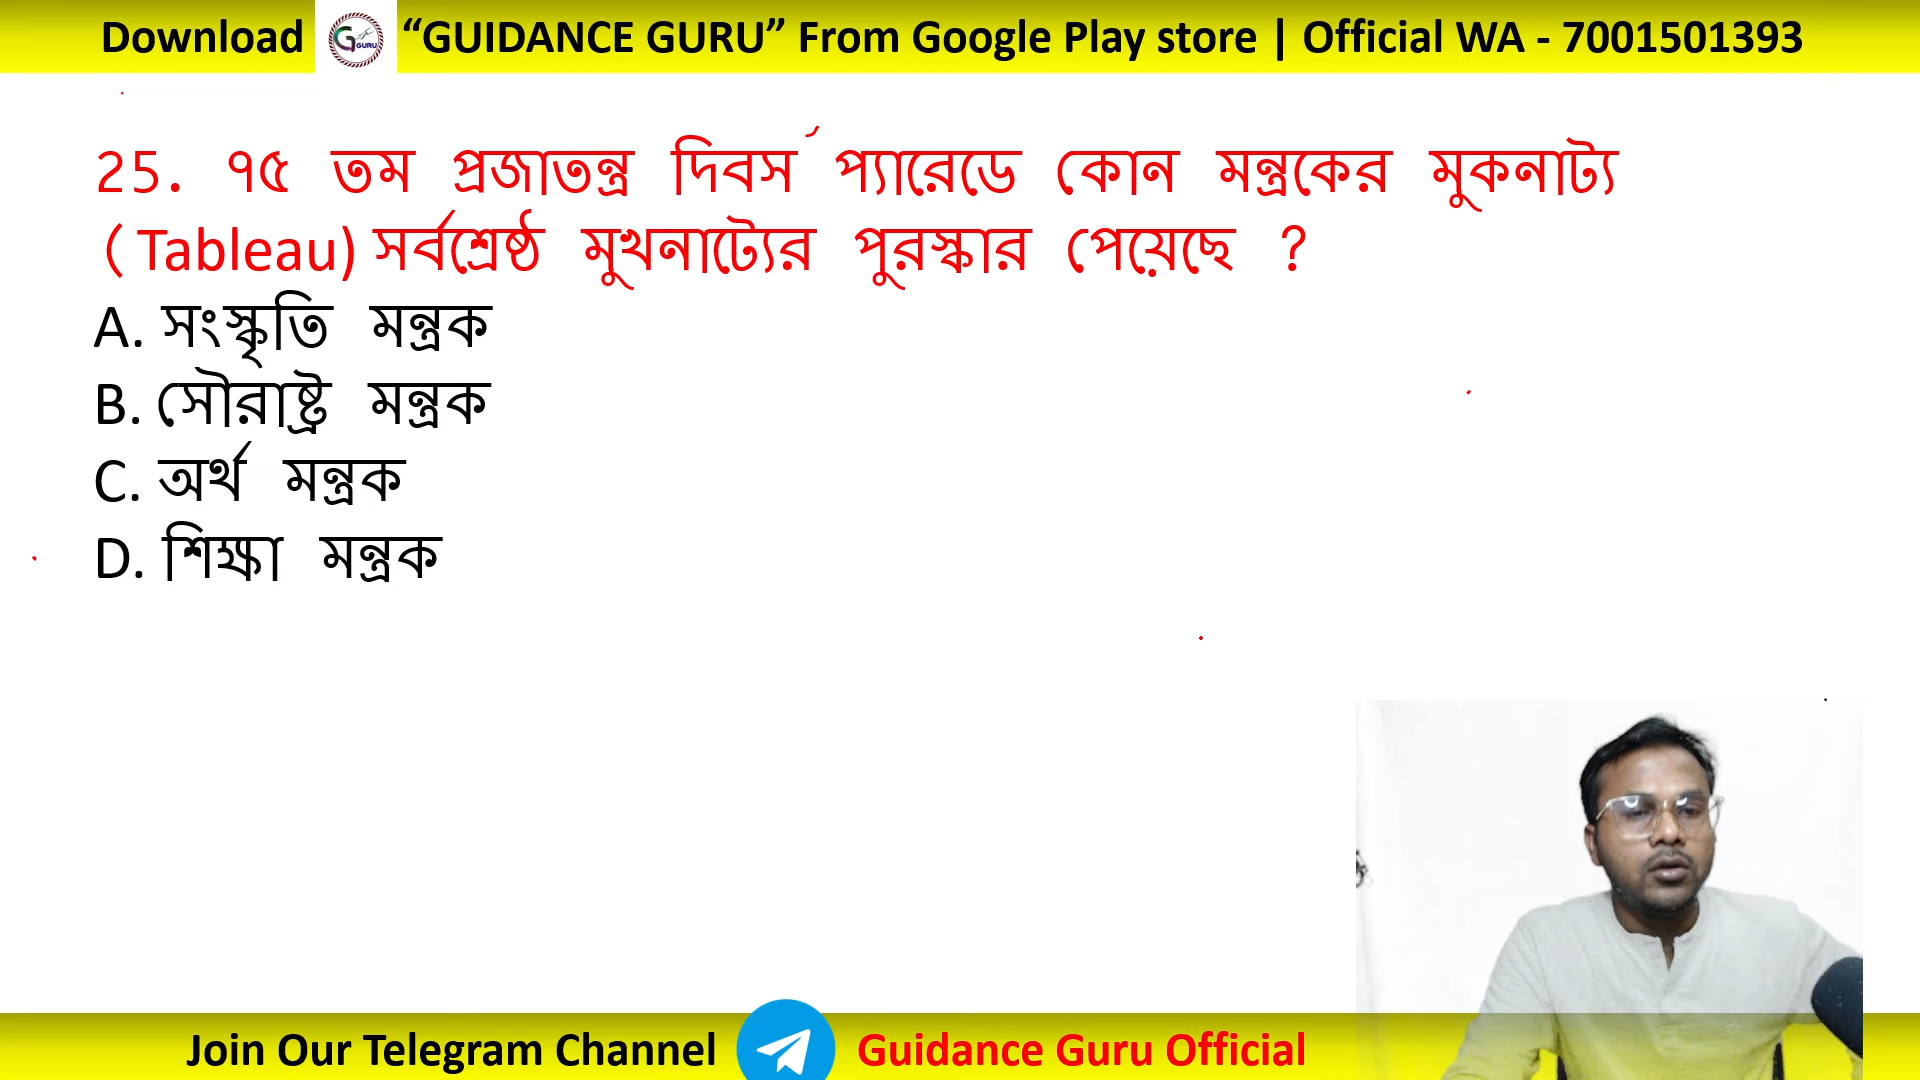 Download GURU “GUIDANCE GURU” From Google Play store | Official WA - 7001501393
25. ৭৫ তম প্রজাতন্ত্র দিবস প্যারেডে কোন মন্ত্রকের মুকনাট্য
( Tableau) সর্বশ্রেষ্ঠ মুখনাট্যের পুরস্কার পেয়েছে ?
A. সংস্কৃতি মন্ত্রক
B. সৌরাষ্ট্র মন্ত্রক
C. অর্থ মন্ত্রক
D. শিক্ষা মন্ত্রক
Join Our Telegram Channel Guidance Guru Official